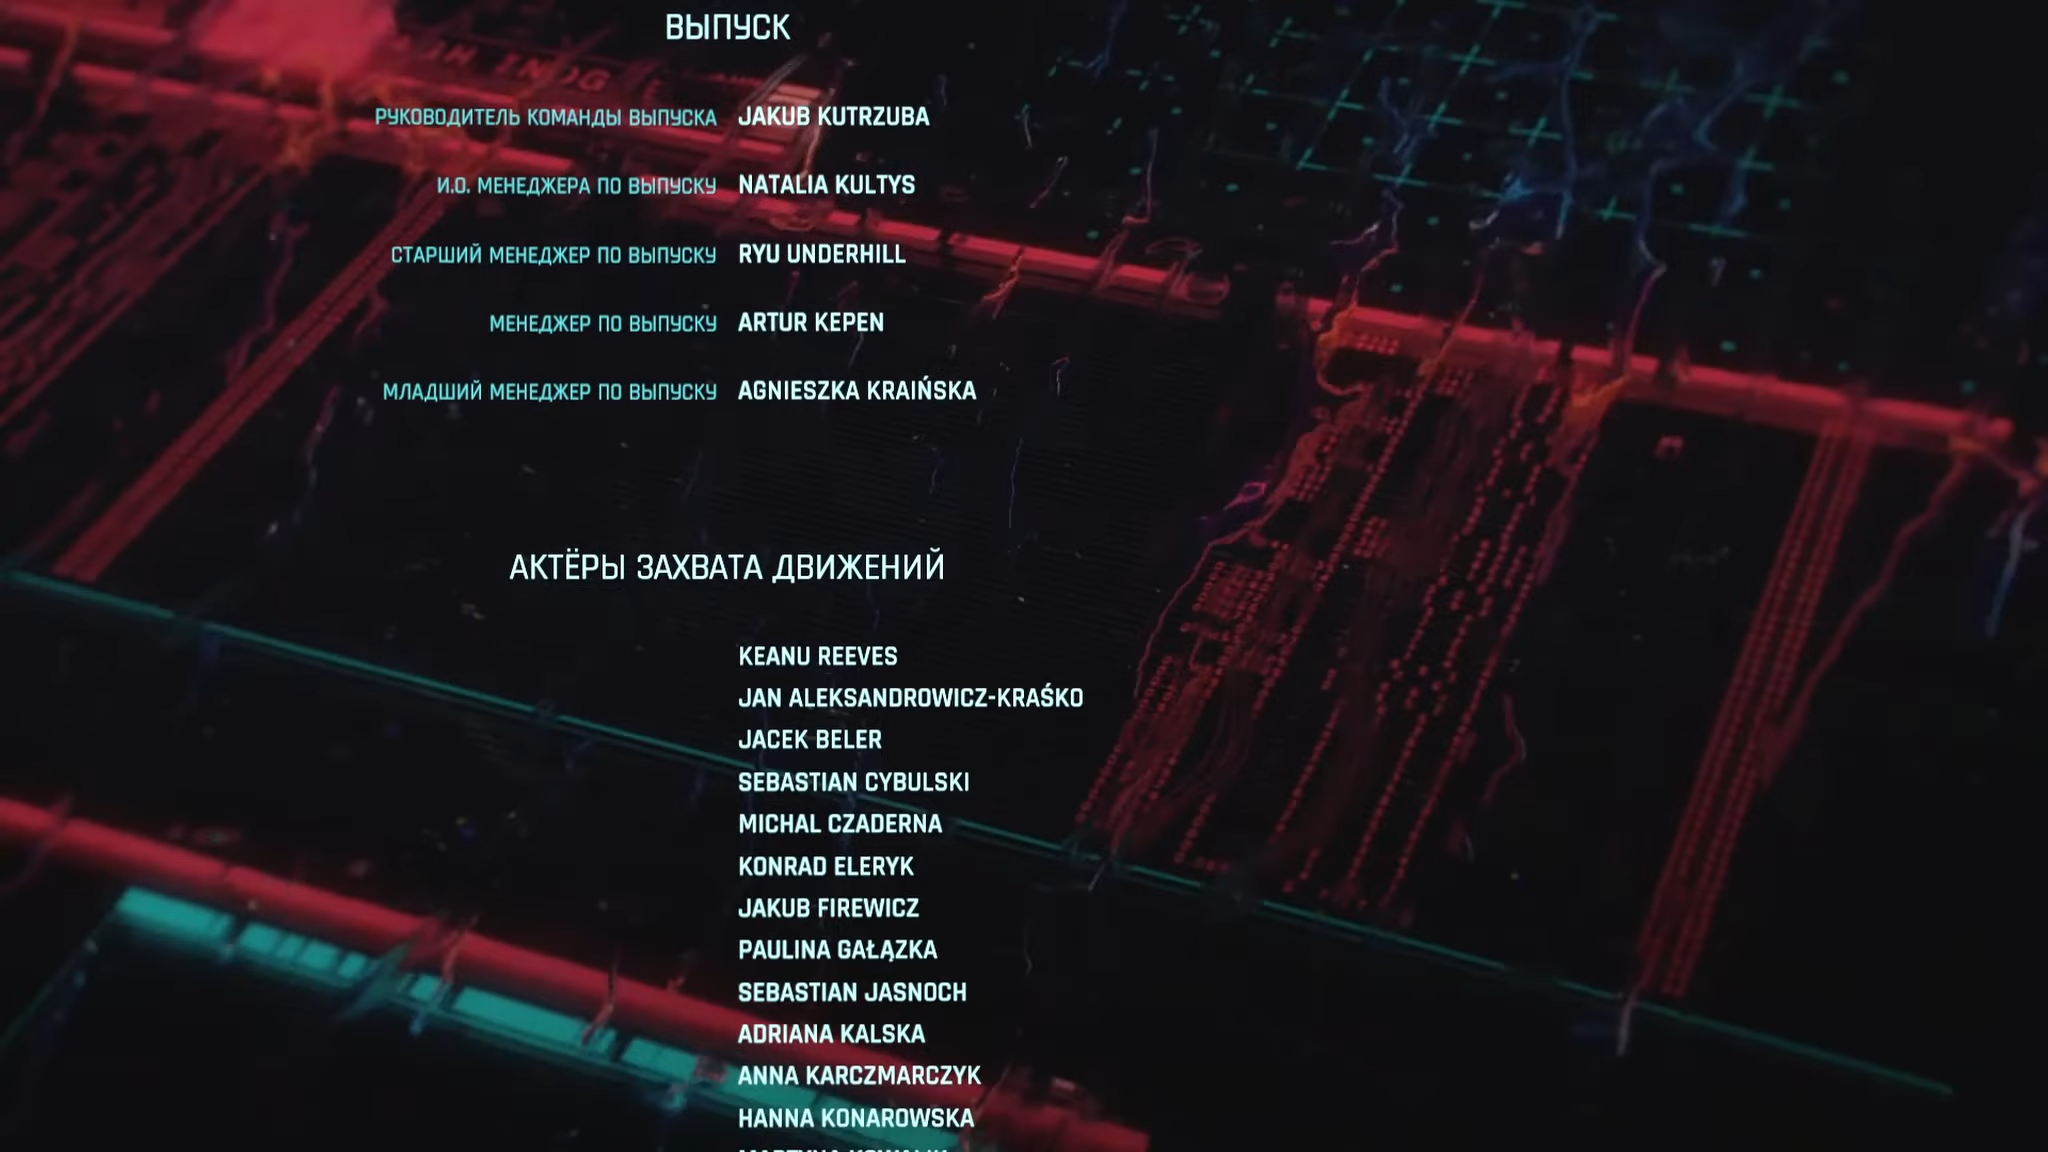 ВЫПУСК
РУКОВОДИТЕЛЬ КОМАНДЫ ВЫПУСКА JAKUB KUTRZUBA
И.О. МЕНЕДЖЕРА ПО ВЫПУСКУ NATALIA KULTYS
СТАРШИЙ МЕНЕДЖЕР ПО ВЫПУСКУ RYU UNDERHILL
МЕНЕДЖЕР ПО ВЫПУСКУ ARTUR KEPEN
МЛАДШИЙ МЕНЕДЖЕР ПО ВЫПУСКУ AGNIESZKA KRAIŃSKA
АКТЁРЫ ЗАХВАТА ДВИЖЕНИЙ
KEANU REEVES
JAN ALEKSANDROWICZ-KRAŚKO
JACEK BELER
SEBASTIAN CYBULSKI
MICHAL CZADERNA
KONRAD ELERYK
JAKUB FIREWICZ
PAULINA GAŁĄZKA
SEBASTIAN JASNOCH
ADRIANA KALSKA
ANNA KARCZMARCZYK
HANNA KONAROWSKA